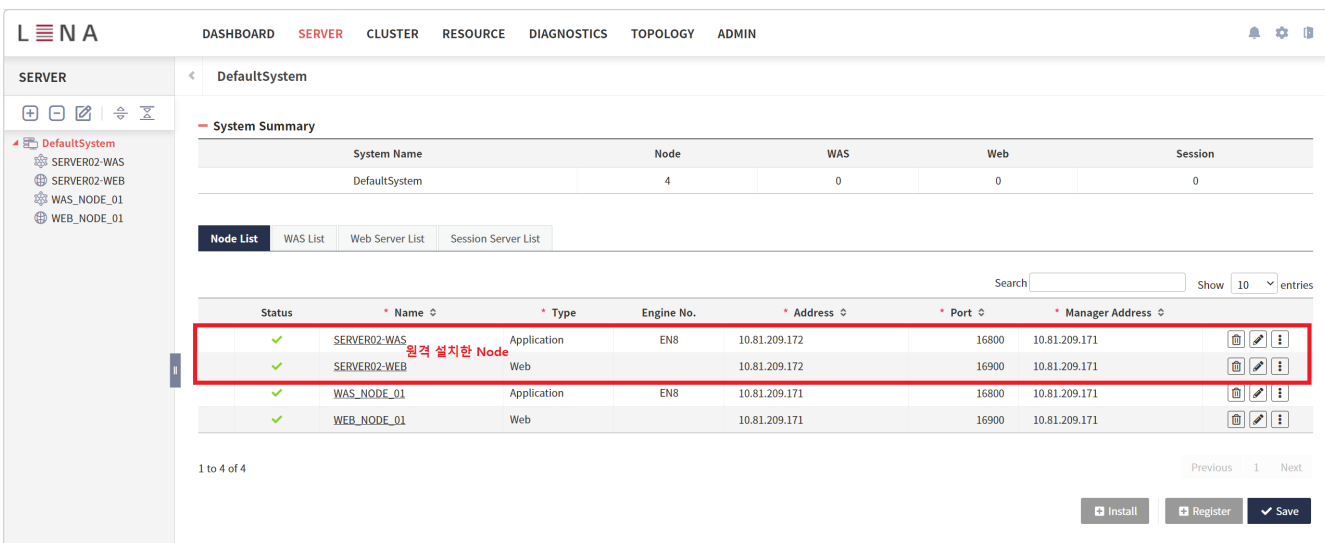 LENA
DASHBOARD SERVER CLUSTER RESOURCE DIAGNOSTICS TOPOLOGY ADMIN
SERVER
DefaultSystem
DefaultSystem
SERVER02-WAS
SERVER02-WEB
WAS_NODE_01
WEB_NODE_01
System Summary
System Name Node WAS Web Session
DefaultSystem 4 0 0 0
Node List WAS List Web Server List Session Server List
Search Show 10 entries
Status * Name * Type Engine No. * Address * Port * Manager Address
SERVER02-WAS Application EN8 10.81.209.172 16800 10.81.209.171
원격 설치한 Node
SERVER02-WEB Web 10.81.209.172 16900 10.81.209.171
WAS_NODE_01 Application EN8 10.81.209.171 16800 10.81.209.171
WEB_NODE_01 Web 10.81.209.171 16900 10.81.209.171
1 to 4 of 4
Previous 1 Next
Install Register Save